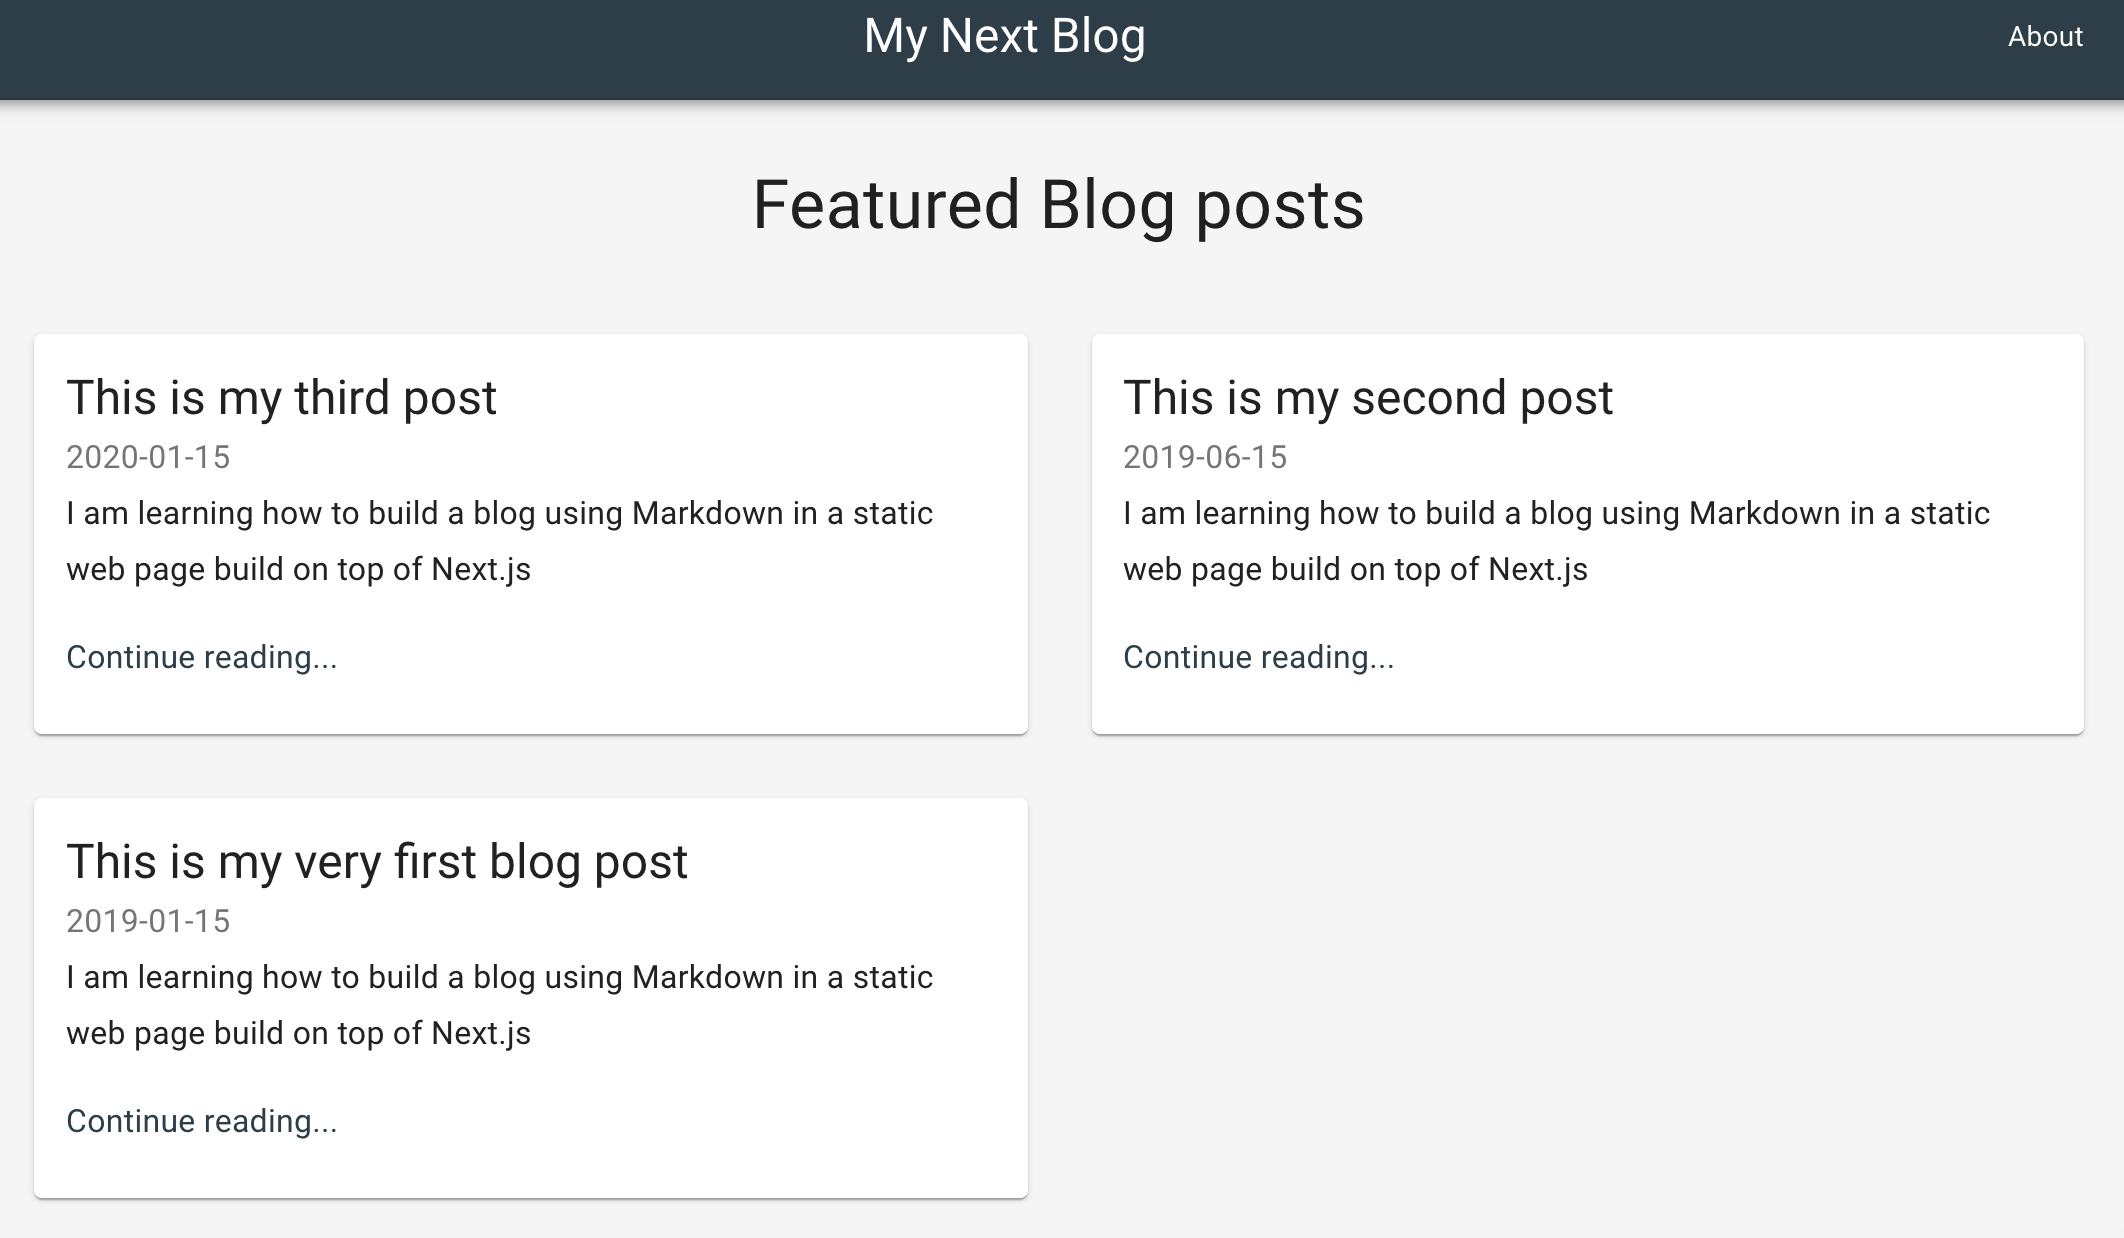 My Next Blog
About
Featured Blog posts
This is my third post
2020-01-15
I am learning how to build a blog using Markdown in a static
web page build on top of Next.js
Continue reading...
This is my second post
2019-06-15
I am learning how to build a blog using Markdown in a static
web page build on top of Next.js
Continue reading...
This is my very first blog post
2019-01-15
I am learning how to build a blog using Markdown in a static
web page build on top of Next.js
Continue reading...